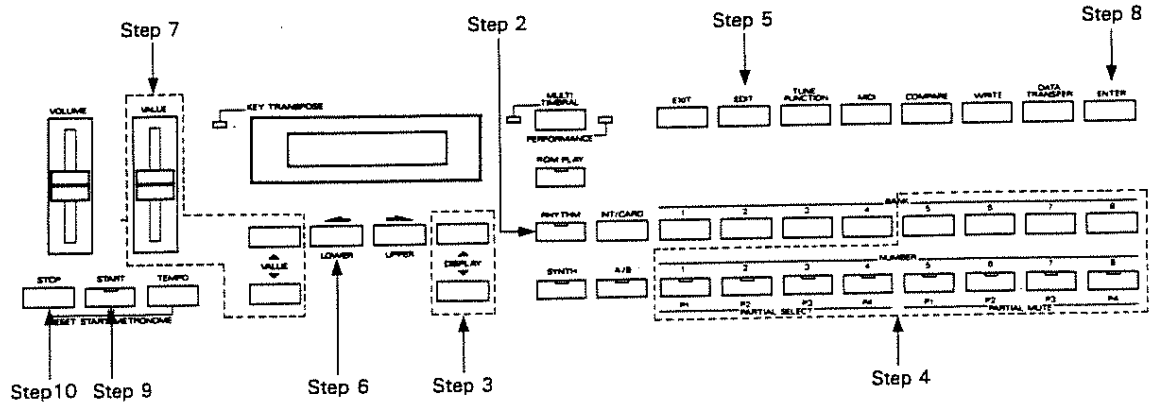 Step 7
Step 2
Step 5
Step 8
VOLUME
VALUE
KEY TRANSPOSE
MULTI
TIMBRAL
PERFORMANCE
EXIT
EDIT
TUNE
FUNCTION
MIDI
COMPARE
WRITE
DATA
TRANSFER
ENTER
ROM PLAY
BANK
RHYTHM
INT/CARD
1 2 3 4 5 6 7 8
VALUE
LOWER
UPPER
DISPLAY
NUMBER
STOP
START
TEMPO
SYNTH
A/B
1 2 3 4 5 6 7 8
P1 P2 P3 P4 P1 P2 P3 P4
RESET START METRONOME
PARTIAL SELECT
PARTIAL MUTE
Step 10
Step 9
Step 6
Step 3
Step 4